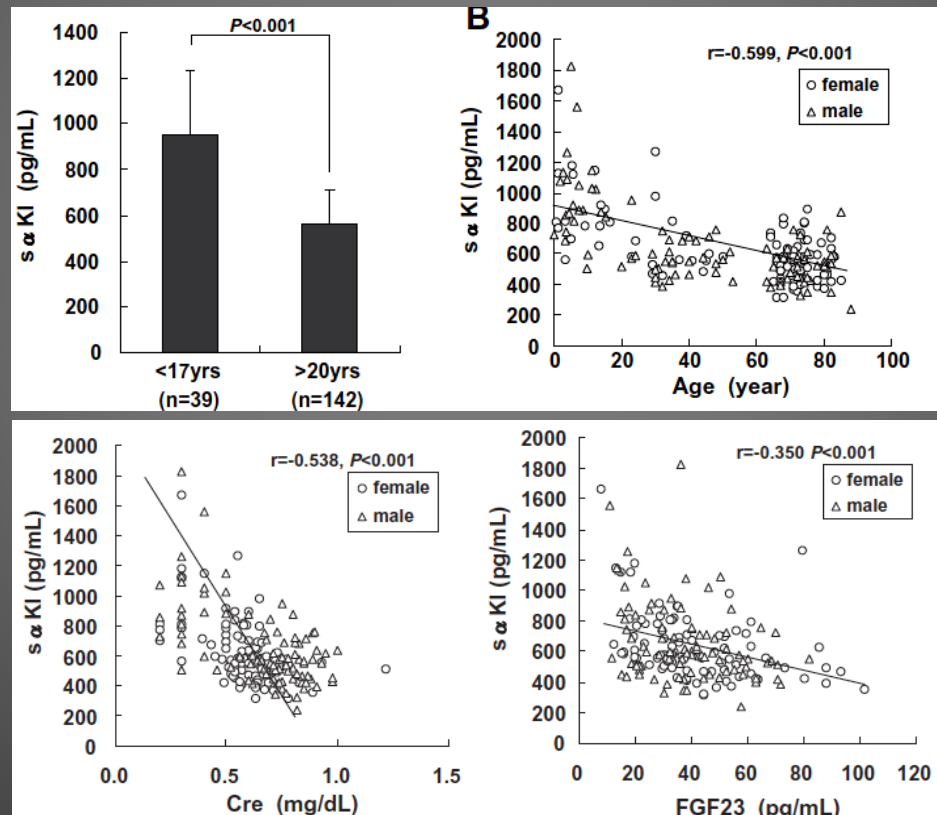 1400
1200
1000
800
600
400
200
0
s α Kl (pg/mL)
P<0.001
<17yrs
>20yrs
(n=39)
(n=142)
B
2000
1800
1600
1400
1200
1000
800
600
400
200
0
s α Kl (pg/mL)
r=-0.599, P<0.001
female
male
0 20 40 60 80 100
Age (year)
2000
1800
1600
1400
1200
1000
800
600
400
200
0
s α Kl (pg/mL)
r=-0.538, P<0.001
female
male
0.0 0.5 1.0 1.5
Cre (mg/dL)
2000
1800
1600
1400
1200
1000
800
600
400
200
0
s α Kl (pg/mL)
r=-0.350 P<0.001
female
male
0 20 40 60 80 100 120
FGF23 (pg/mL)